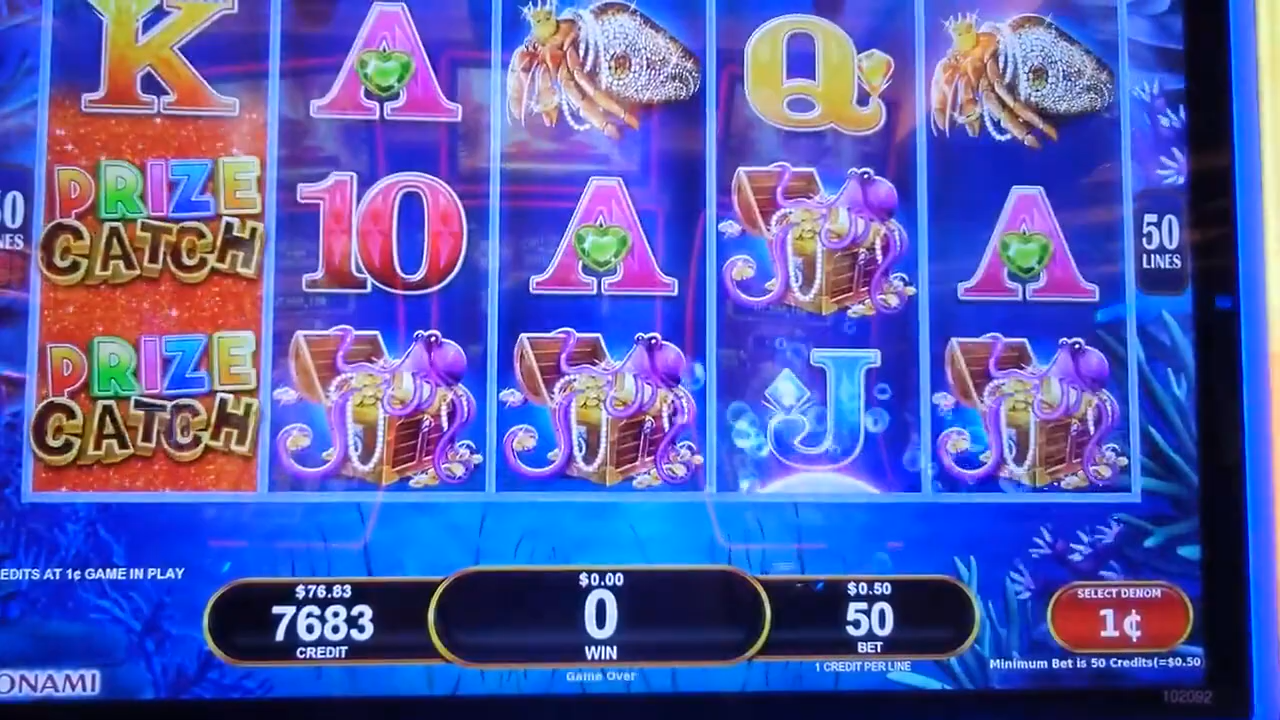 K A Q
PRIZE
CATCH
10 A A
50
LINES
PRIZE
CATCH
J
EDITS AT 1¢ GAME IN PLAY
$76.83
7683
CREDIT
$0.00
0
WIN
Game Over
$0.50
50
BET
1 CREDIT PER LINE
SELECT DENOM
1¢
Minimum Bet is 50 Credits(=$0.50)
ONAMI
102092